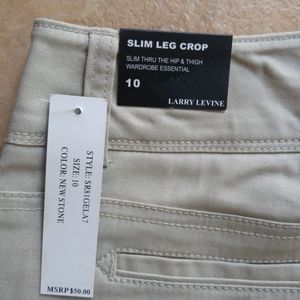 SLIM LEG CROP
SLIM THRU THE HIP & THIGH
WARDROBE ESSENTIAL
10
LARRY LEVINE
STYLE: SR81GELA7
SIZE: 10
COLOR: NEW STONE
MSRP $50.00